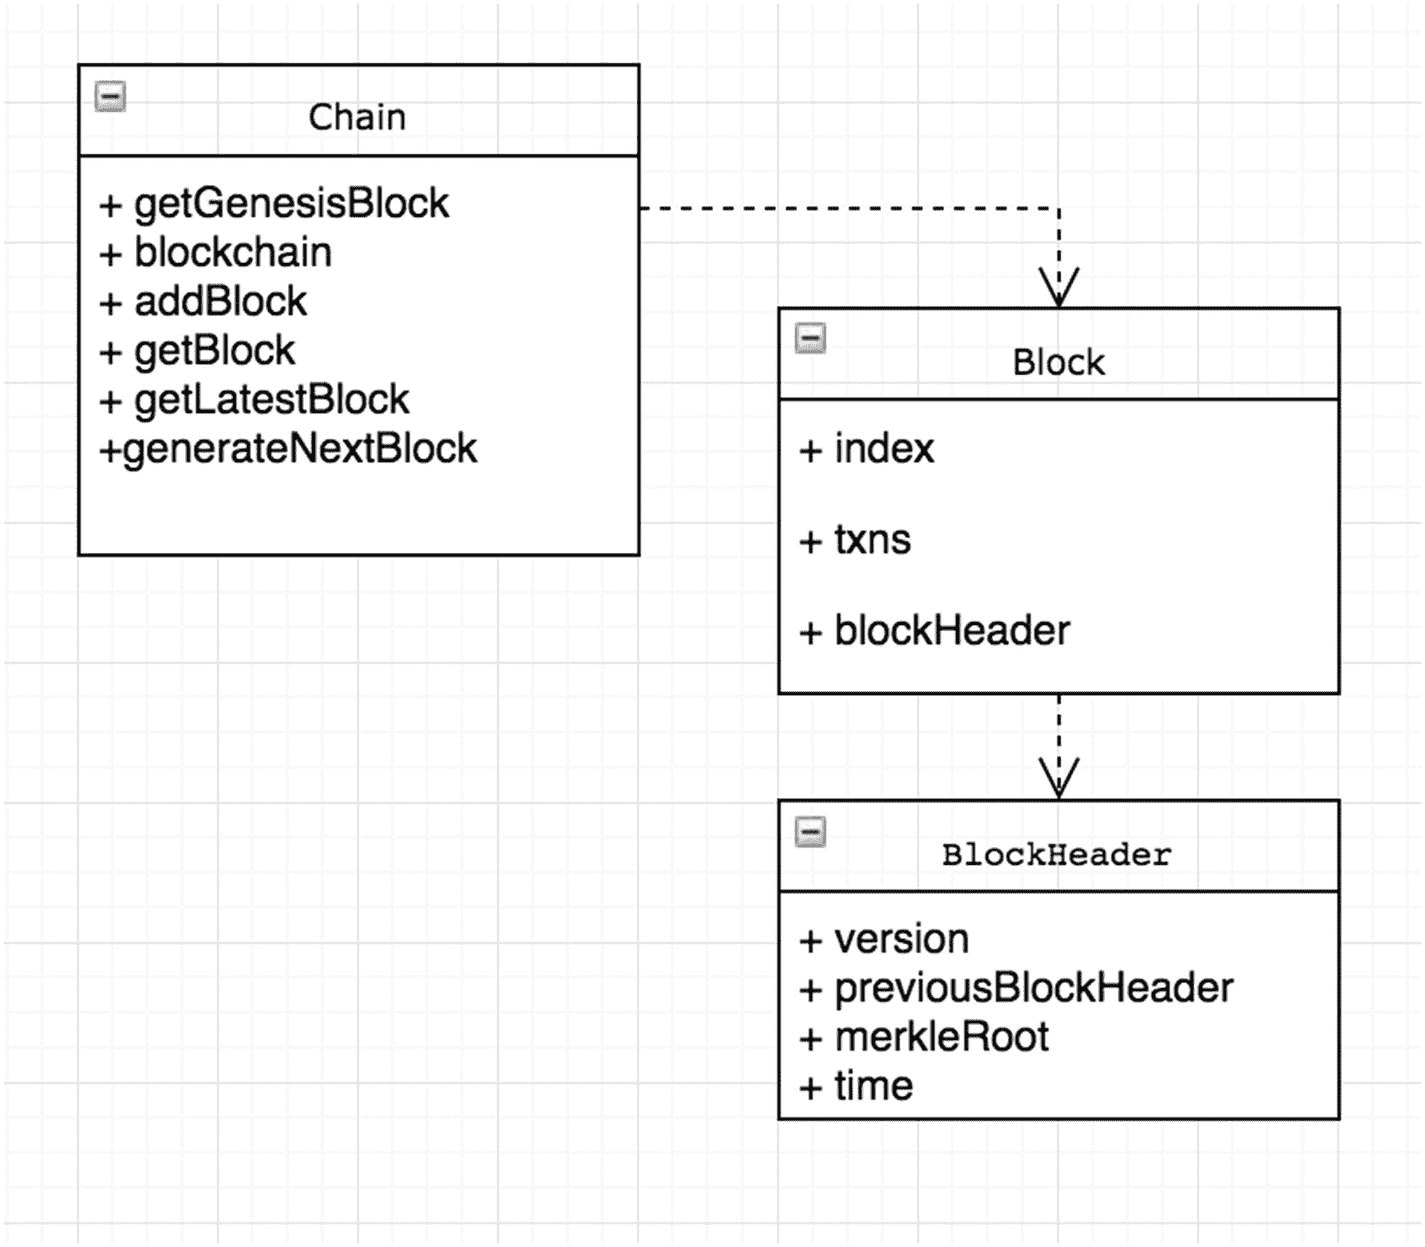 Chain
+ getGenesisBlock
+ blockchain
+ addBlock
+ getBlock
+ getLatestBlock
+generateNextBlock
Block
+ index
+ txns
+ blockHeader
BlockHeader
+ version
+ previousBlockHeader
+ merkleRoot
+ time